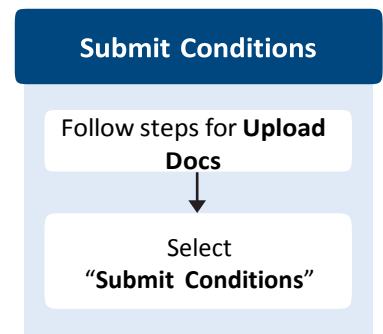 Submit Conditions
Follow steps for Upload
Docs
Select
“Submit Conditions”